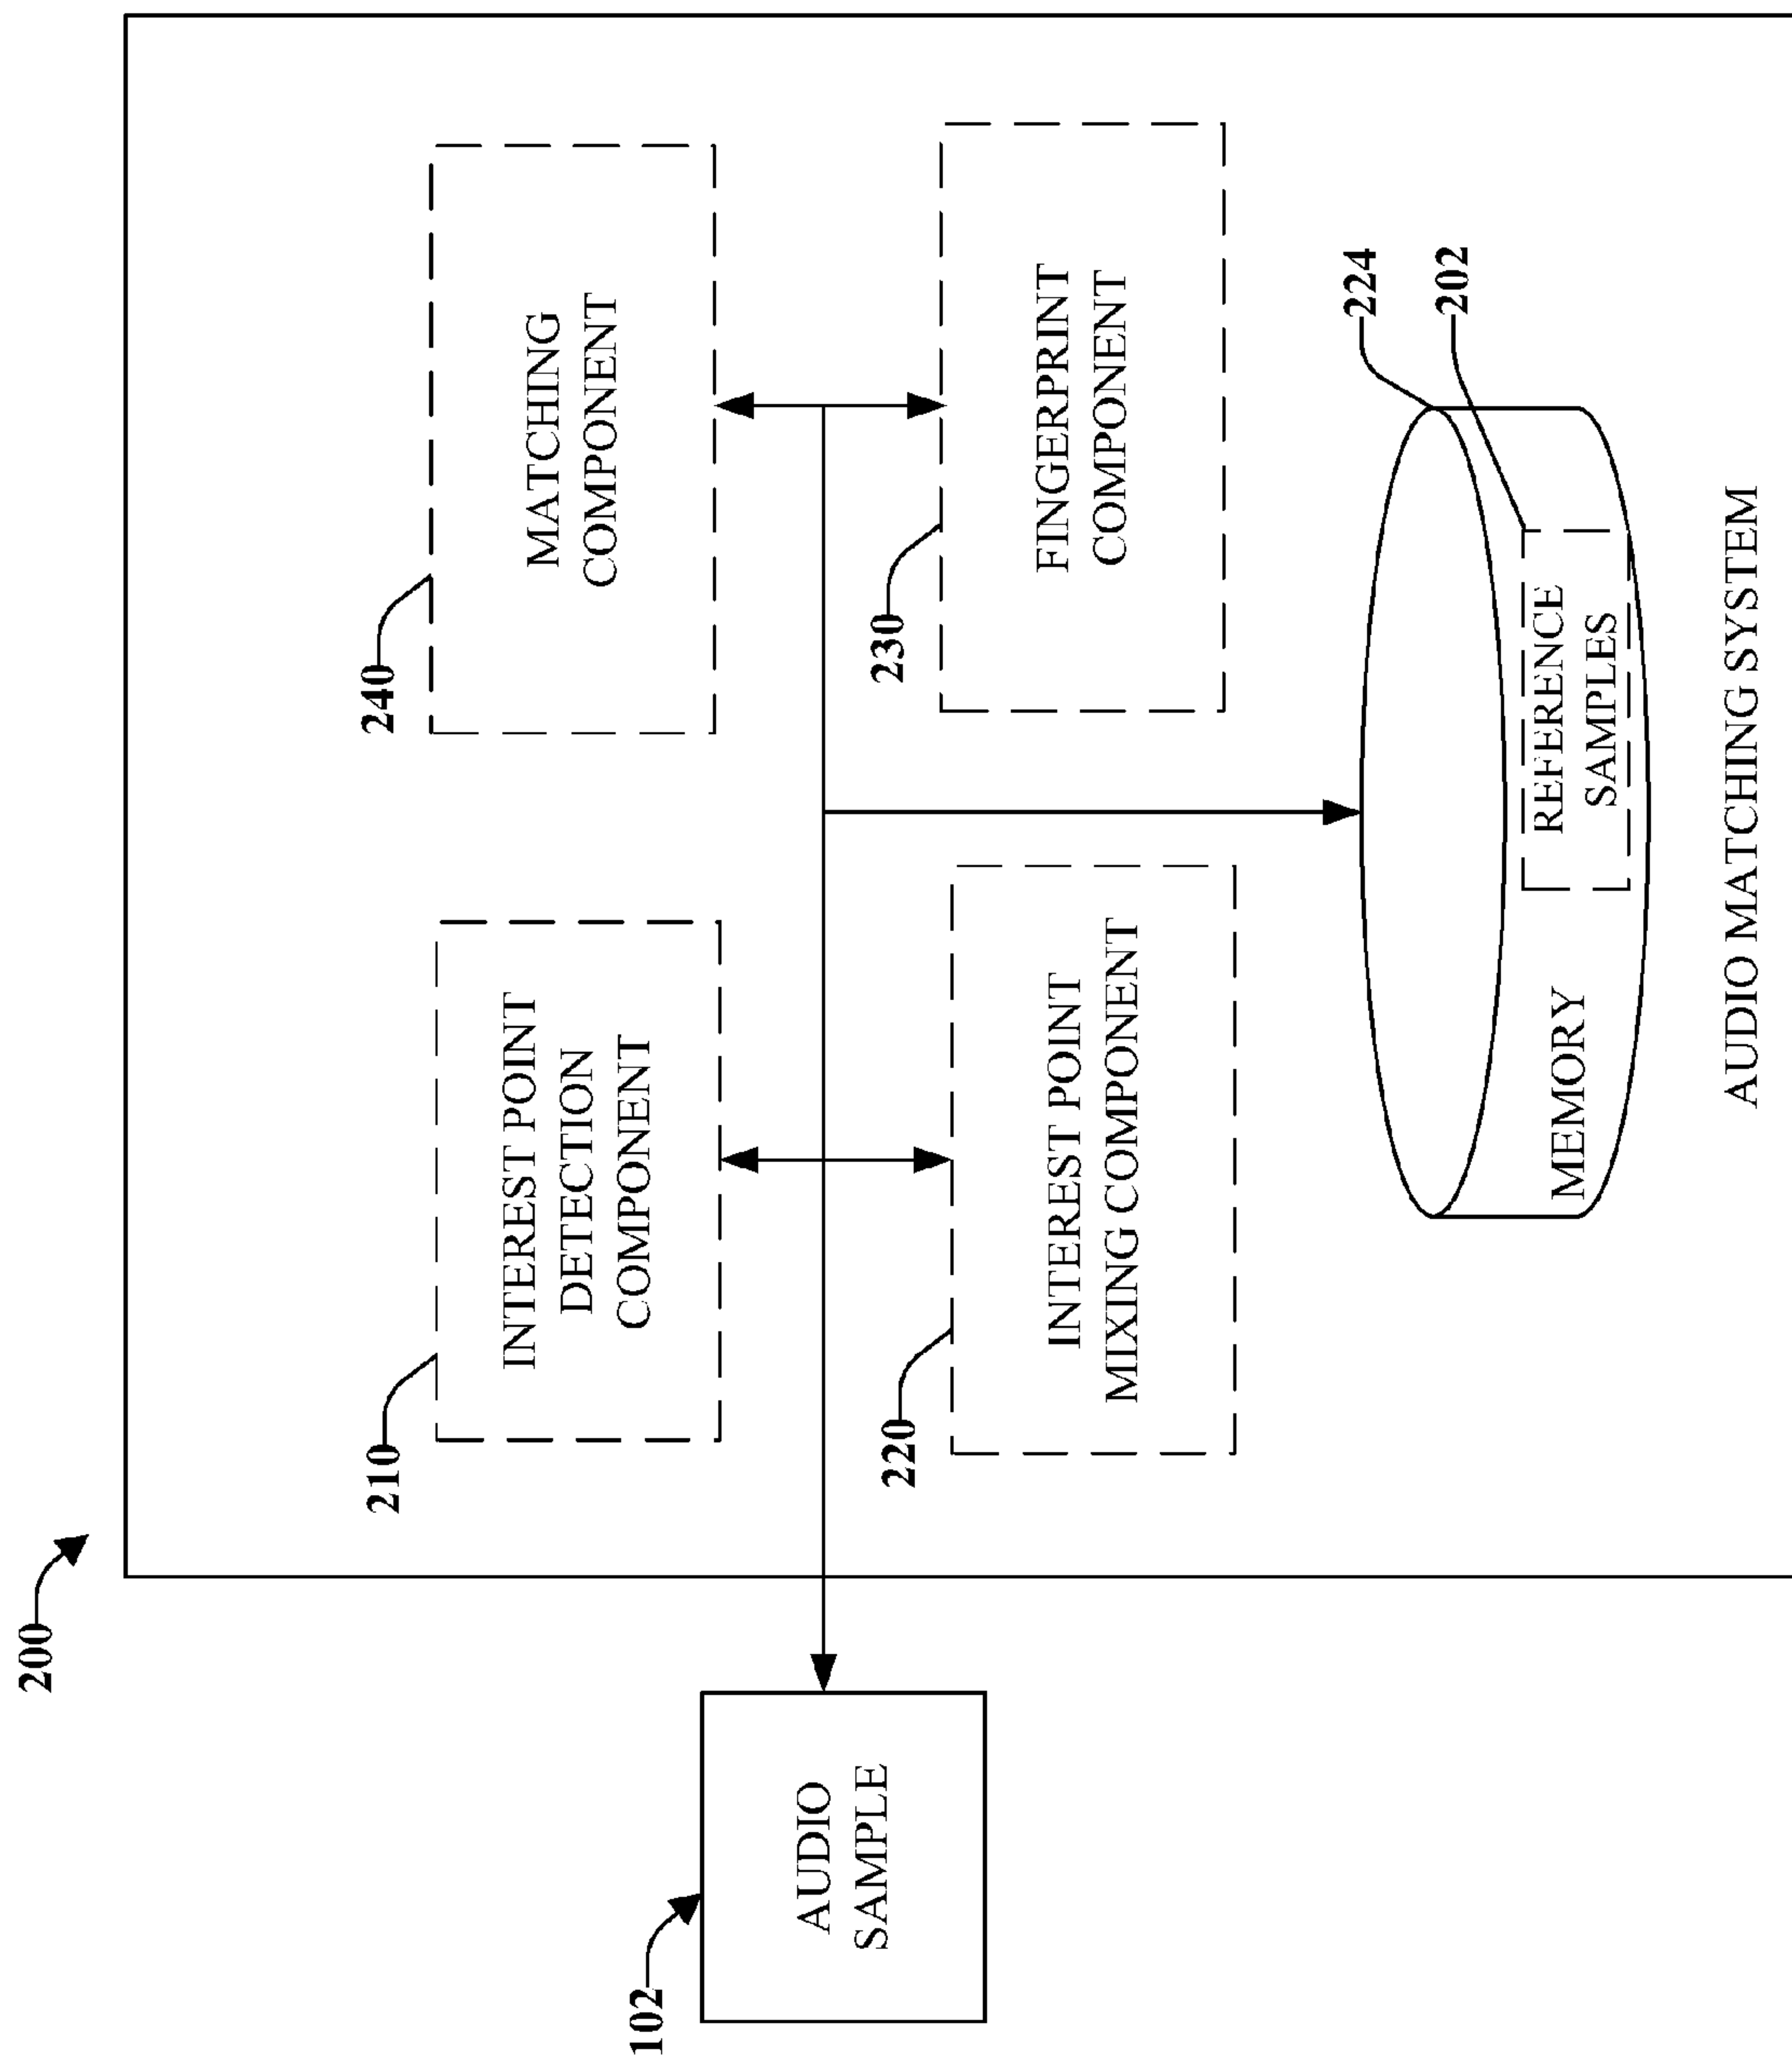 200
102
AUDIO
SAMPLE
210
INTEREST POINT
DETECTION
COMPONENT
240
MATCHING
COMPONENT
220
INTEREST POINT
MIXING COMPONENT
230
FINGERPRINT
COMPONENT
224
202
MEMORY
REFERENCE
SAMPLES
AUDIO MATCHING SYSTEM